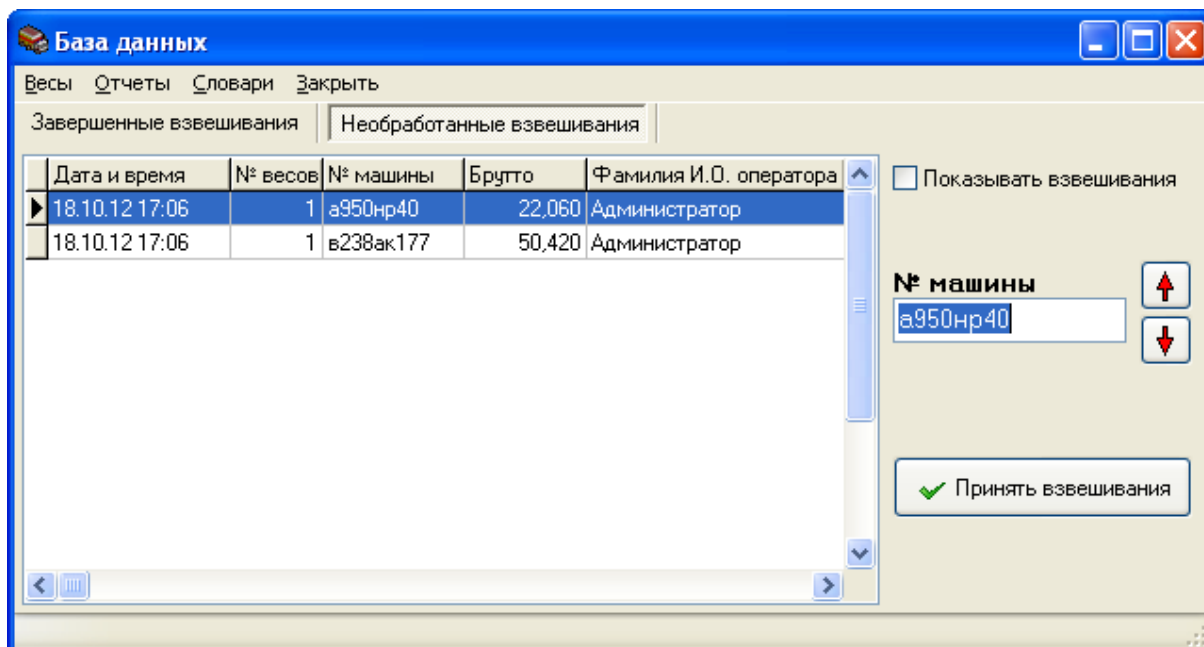 База данных
Весы Отчеты Словари Закрыть
Завершенные взвешивания Необработанные взвешивания
Дата и время № весов № машины Брутто Фамилия И.О. оператора
18.10.12 17:06 1 а950нр40 22,060 Администратор
18.10.12 17:06 1 в238ак177 50,420 Администратор
Показывать взвешивания
№ машины
а950нр40
Принять взвешивания